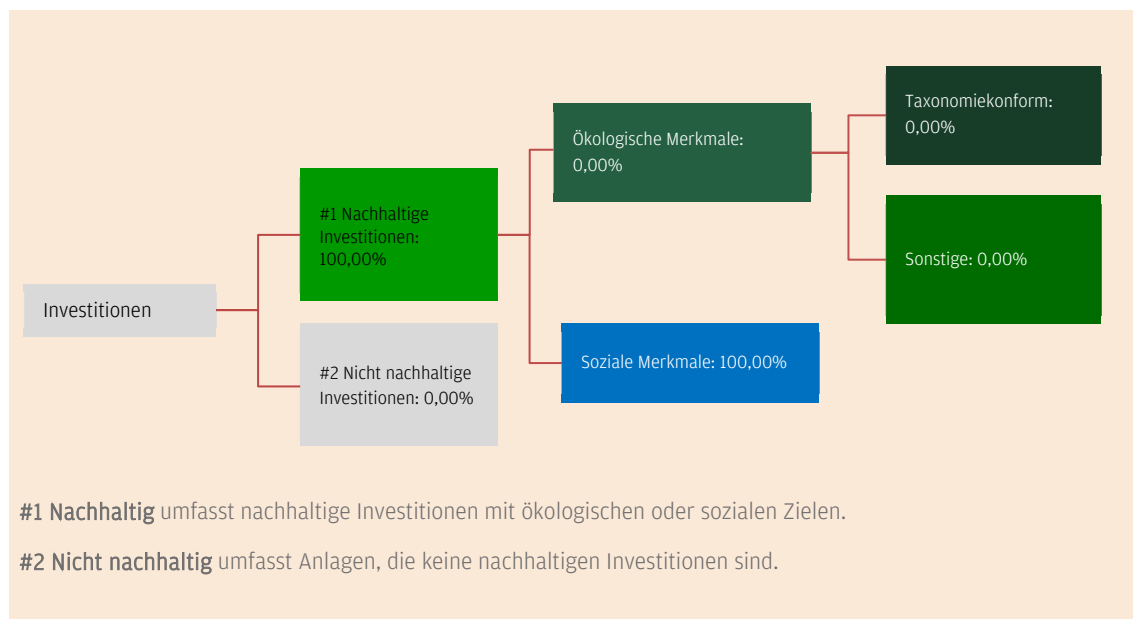 Investitionen
#1 Nachhaltige
Investitionen:
100,00%
#2 Nicht nachhaltige
Investitionen: 0,00%
Ökologische Merkmale:
0,00%
Soziale Merkmale: 100,00%
Taxonomiekonform:
0,00%
Sonstige: 0,00%
#1 Nachhaltig umfasst nachhaltige Investitionen mit ökologischen oder sozialen Zielen.
#2 Nicht nachhaltig umfasst Anlagen, die keine nachhaltigen Investitionen sind.